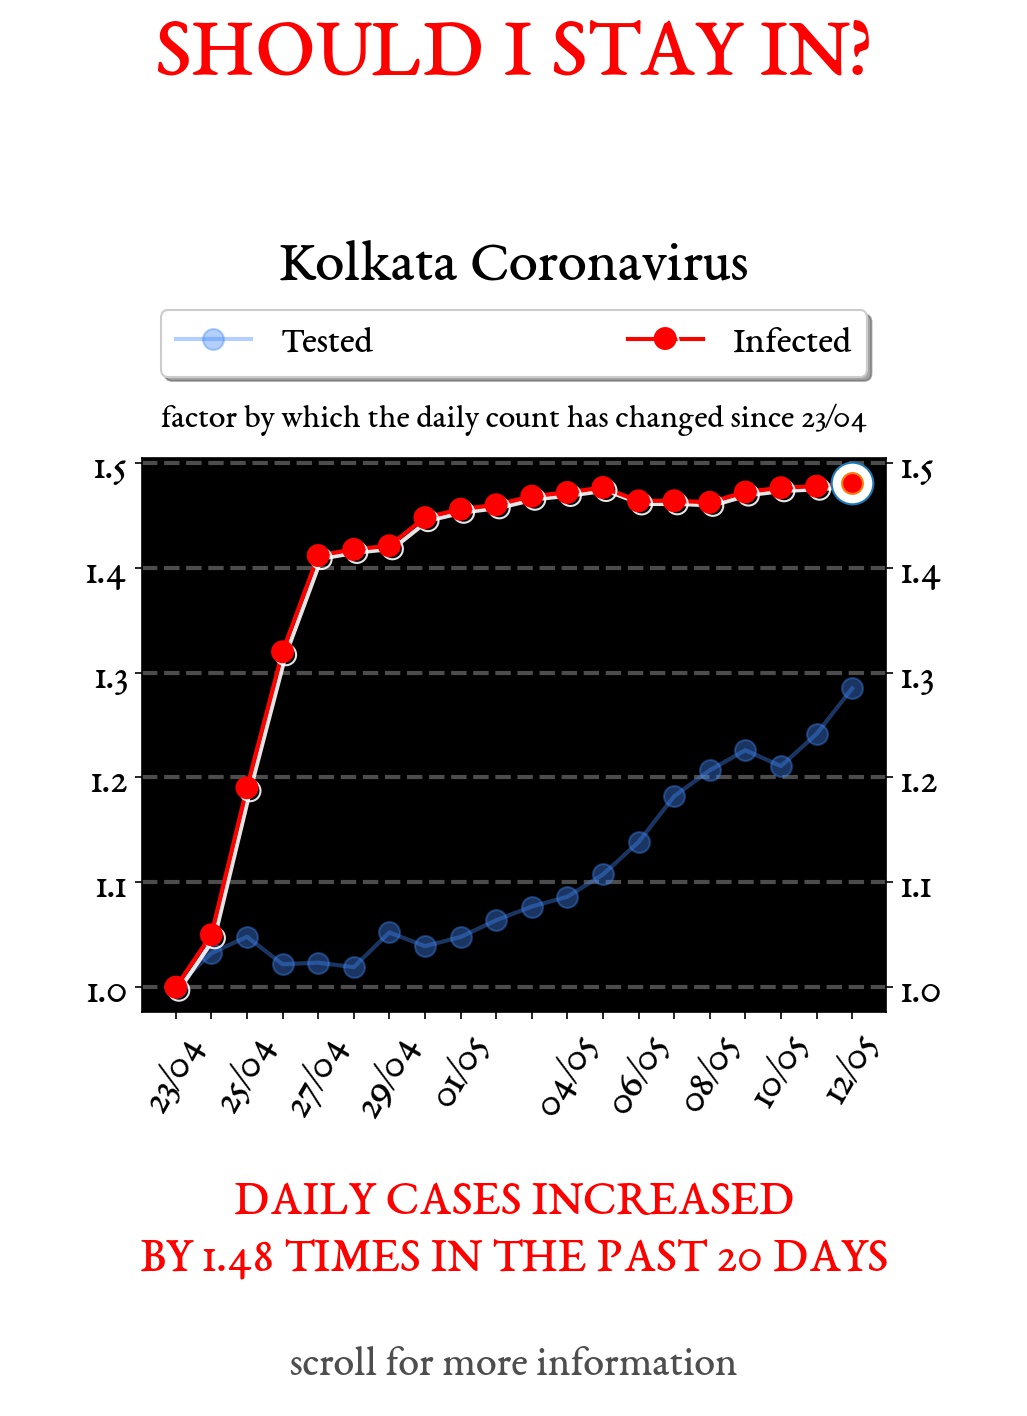 SHOULD I STAY IN?
Kolkata Coronavirus
Tested Infected
factor by which the daily count has changed since 23/04
1.5 1.5
1.4 1.4
1.3 1.3
1.2 1.2
1.1 1.1
1.0 1.0
23/04 25/04 27/04 29/04 01/05 04/05 06/05 08/05 10/05 12/05
DAILY CASES INCREASED
BY 1.48 TIMES IN THE PAST 20 DAYS
scroll for more information